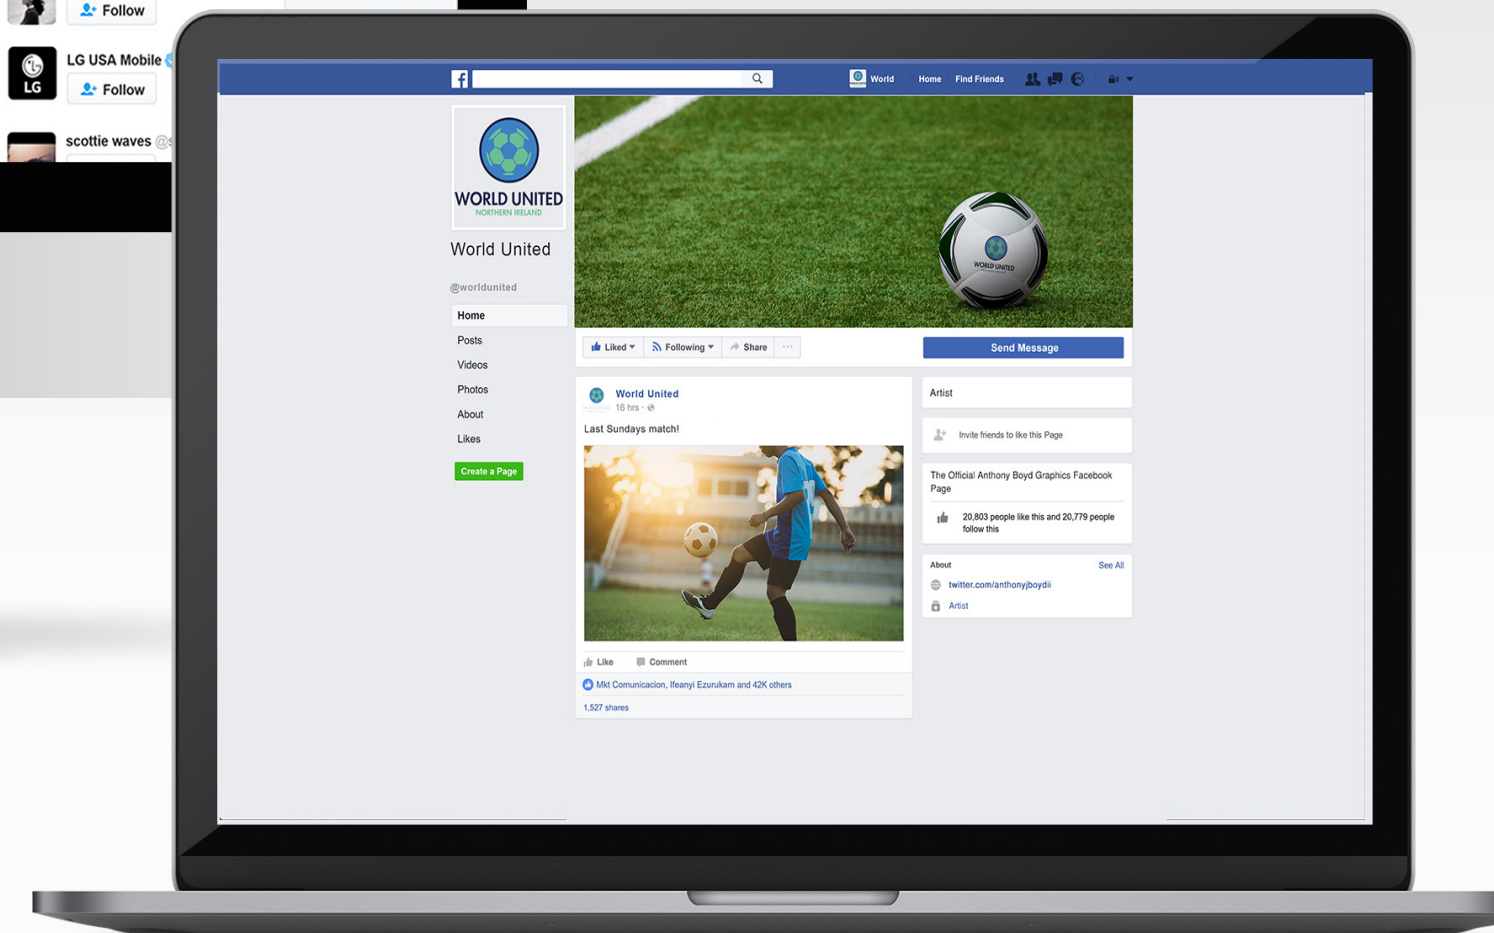 Follow
LG USA Mobile
LG
Follow
scottie waves @s
World
Home
Find Friends
WORLD UNITED
NORTHERN IRELAND
World United
@worldunited
Home
Posts
Videos
Photos
About
Likes
Create a Page
WORLD UNITED
Liked
Following
Share
Send Message
World United
16 hrs
Last Sundays match!
Like
Comment
Mkt Comunicacion, Ifeanyi Ezurukam and 42K others
1,527 shares
Artist
Invite friends to like this Page
The Official Anthony Boyd Graphics Facebook
Page
20,803 people like this and 20,779 people
follow this
About
See All
twitter.com/anthonyjboydii
Artist